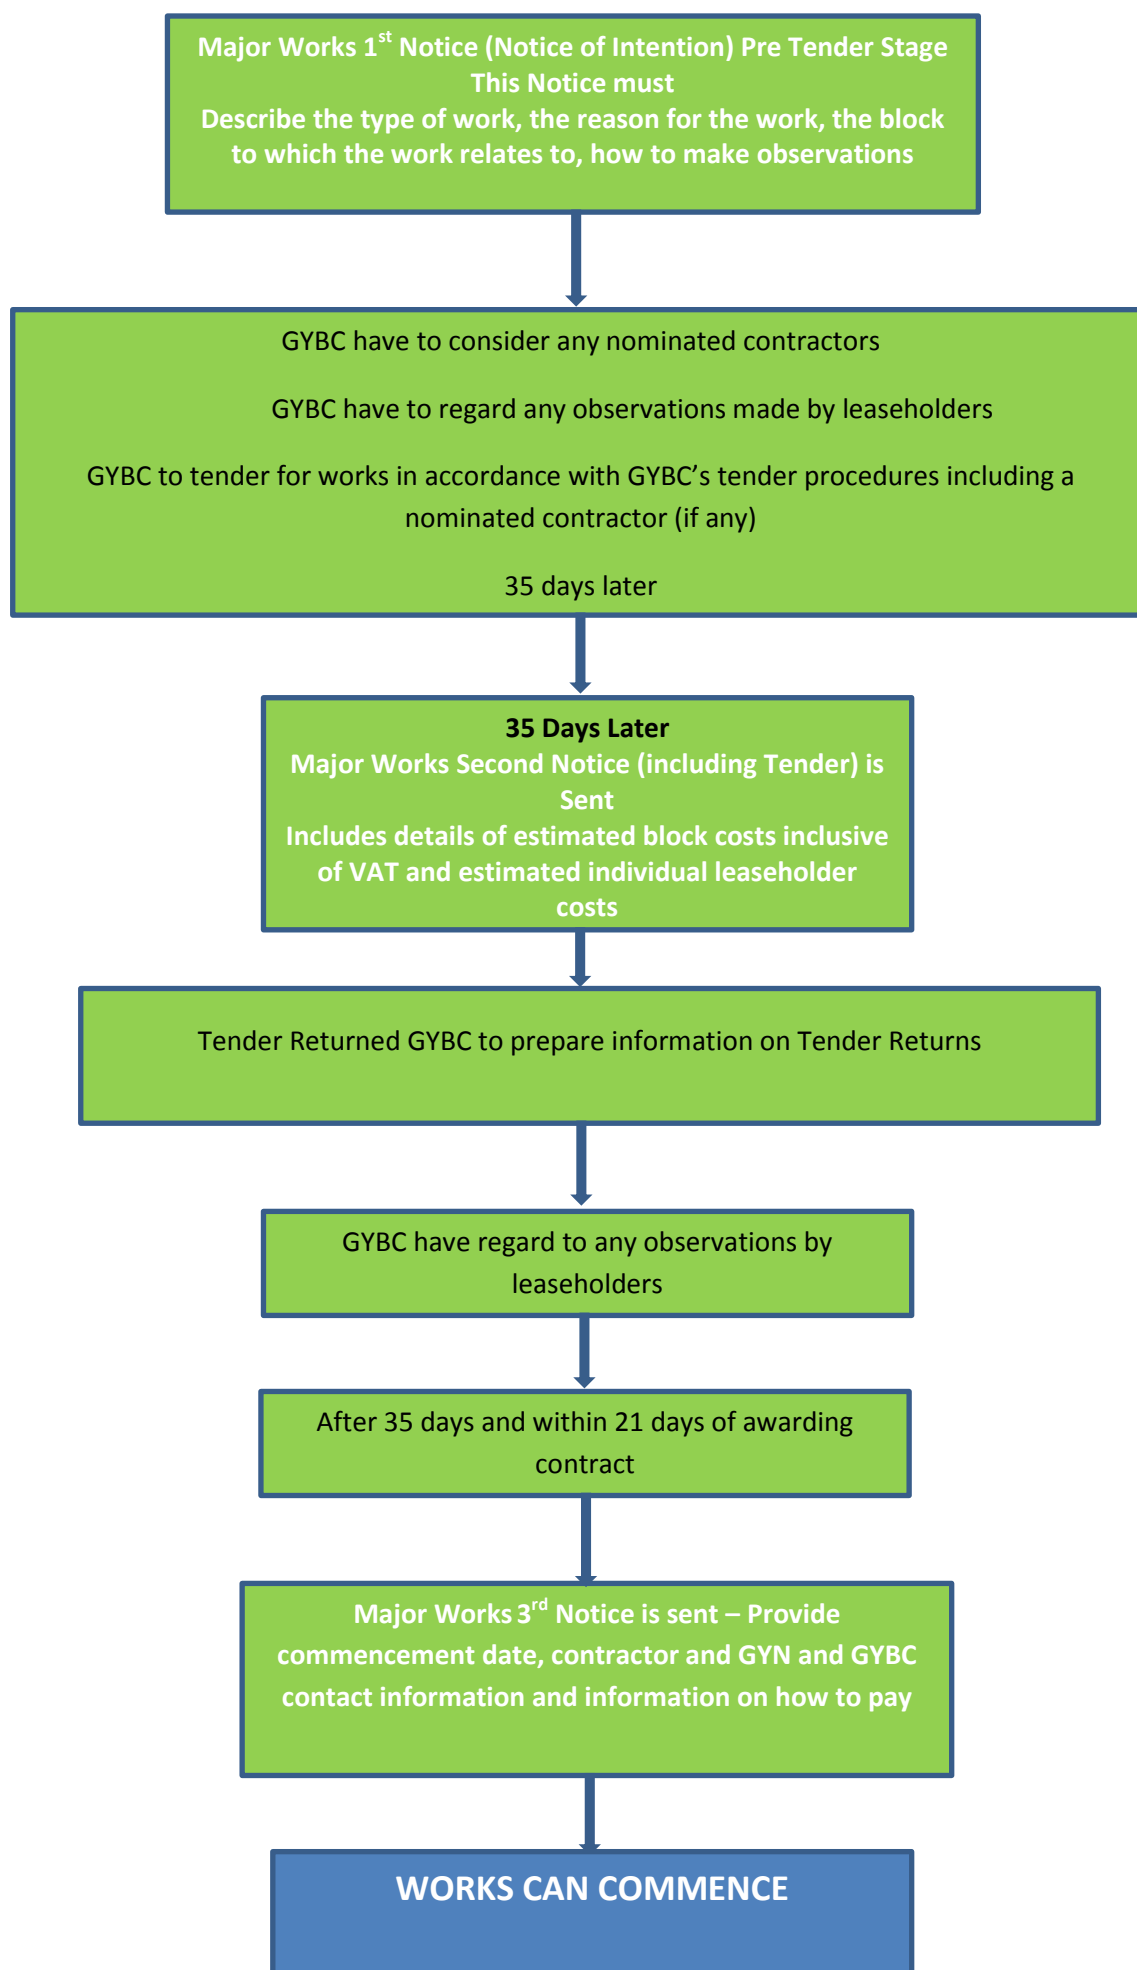 Major Works 1st Notice (Notice of Intention) Pre Tender Stage
This Notice must
Describe the type of work, the reason for the work, the block
to which the work relates to, how to make observations
GYBC have to consider any nominated contractors
GYBC have to regard any observations made by leaseholders
GYBC to tender for works in accordance with GYBC’s tender procedures including a
nominated contractor (if any)
35 days later
35 Days Later
Major Works Second Notice (including Tender) is
Sent
Includes details of estimated block costs inclusive
of VAT and estimated individual leaseholder
costs
Tender Returned GYBC to prepare information on Tender Returns
GYBC have regard to any observations by
leaseholders
After 35 days and within 21 days of awarding
contract
Major Works 3rd Notice is sent – Provide
commencement date, contractor and GYN and GYBC
contact information and information on how to pay
WORKS CAN COMMENCE